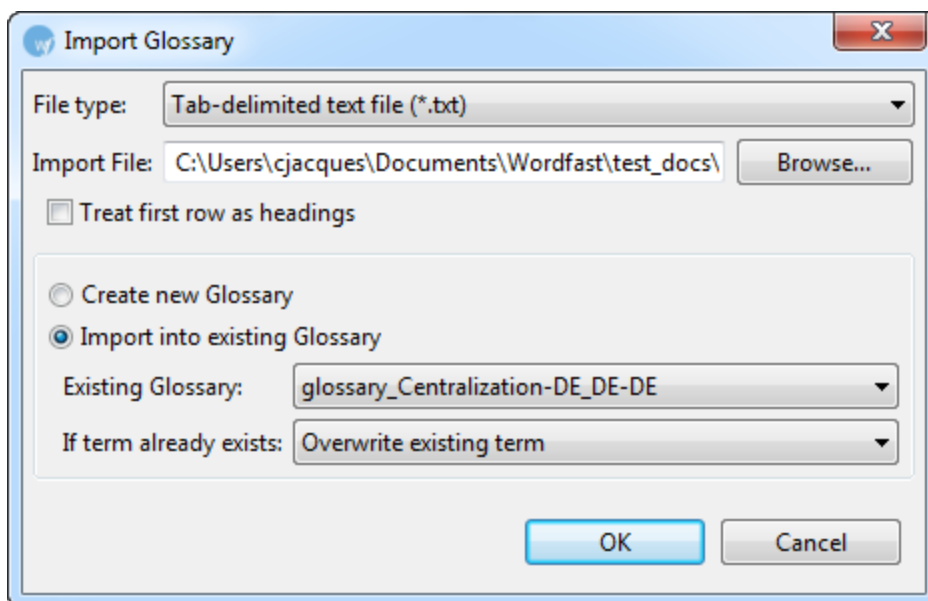 Import Glossary
File type: Tab-delimited text file (*.txt)
Import File: C:\Users\cjacques\Documents\Wordfast\test_docs\ Browse...
Treat first row as headings
Create new Glossary
Import into existing Glossary
Existing Glossary: glossary_Centralization-DE_DE-DE
If term already exists: Overwrite existing term
OK Cancel